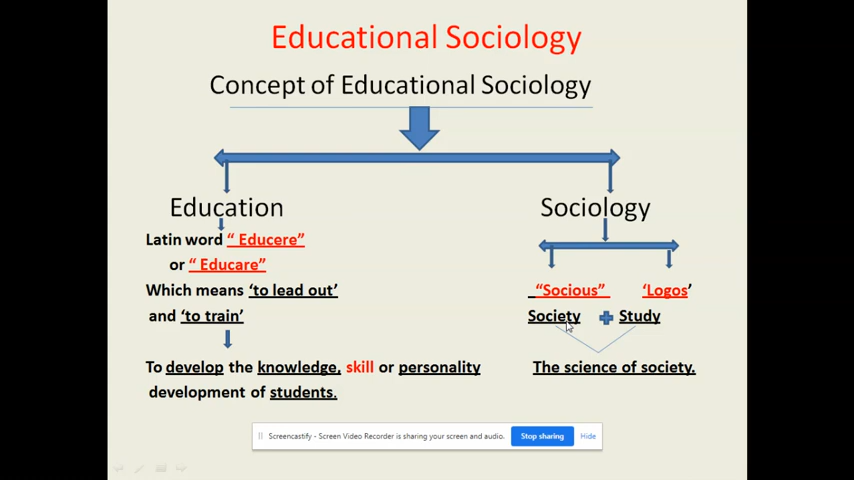 Educational Sociology
Concept of Educational Sociology
Education
Latin word “ Educere”
or “ Educare”
Which means ‘to lead out’
and ‘to train’
To develop the knowledge, skill or personality
development of students.
Sociology
“Socious” ‘Logos’
Society Study
The science of society.
Screencastify - Screen Video Recorder is sharing your screen and audio. Stop sharing Hide